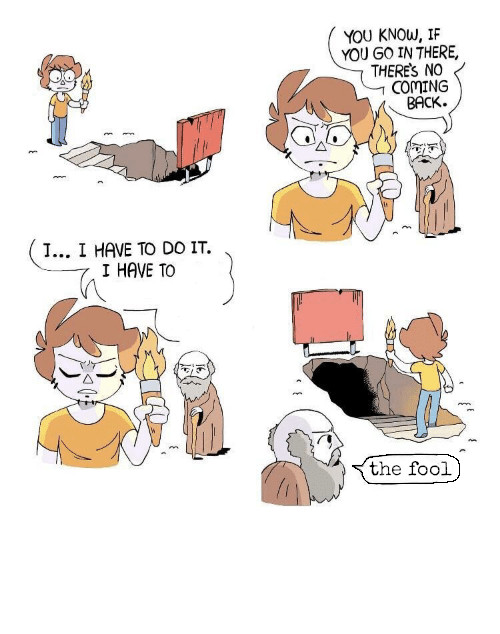 YOU KNOW, IF
YOU GO IN THERE,
THERE'S NO
COMING
BACK.
I... I HAVE TO DO IT.
I HAVE TO
the fool